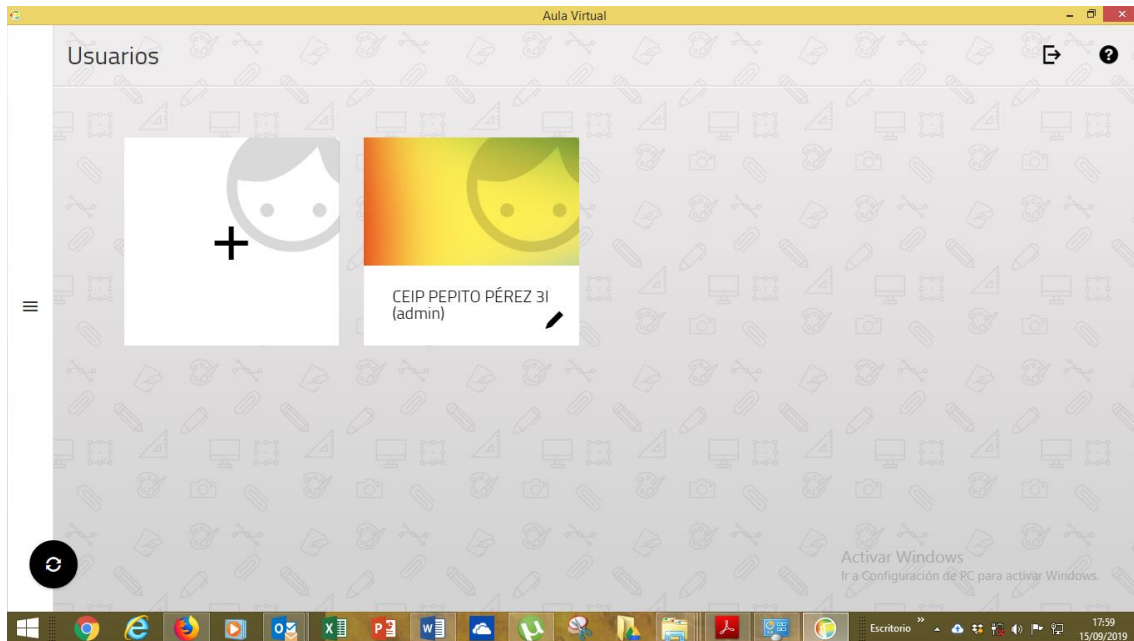 Aula Virtual
Usuarios
CEIP PEPITO PÉREZ 3I
(admin)
Activar Windows
Ir a Configuración de PC para activar Windows.
Escritorio
17:59
15/09/2019